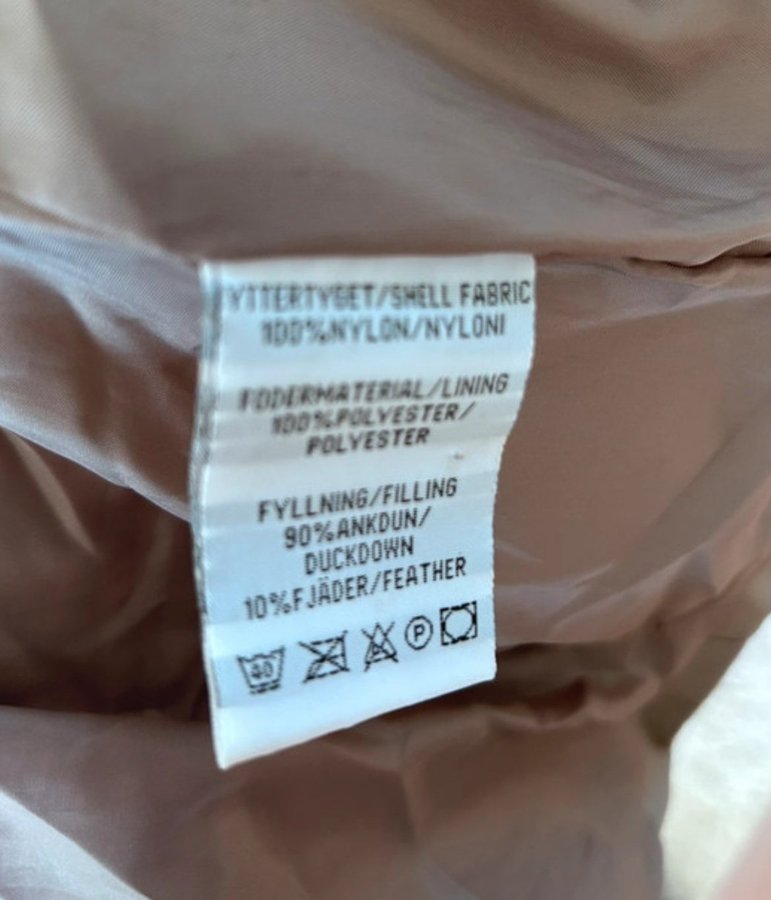 YTTERTYGET/SHELL FABRIC
100%NYLON/NYLONI
FODERMATERIAL/LINING
100%POLYESTER/
POLYESTER
FYLLNING/FILLING
90%ANKDUN/
DUCKDOWN
10%FJÄDER/FEATHER
40 P